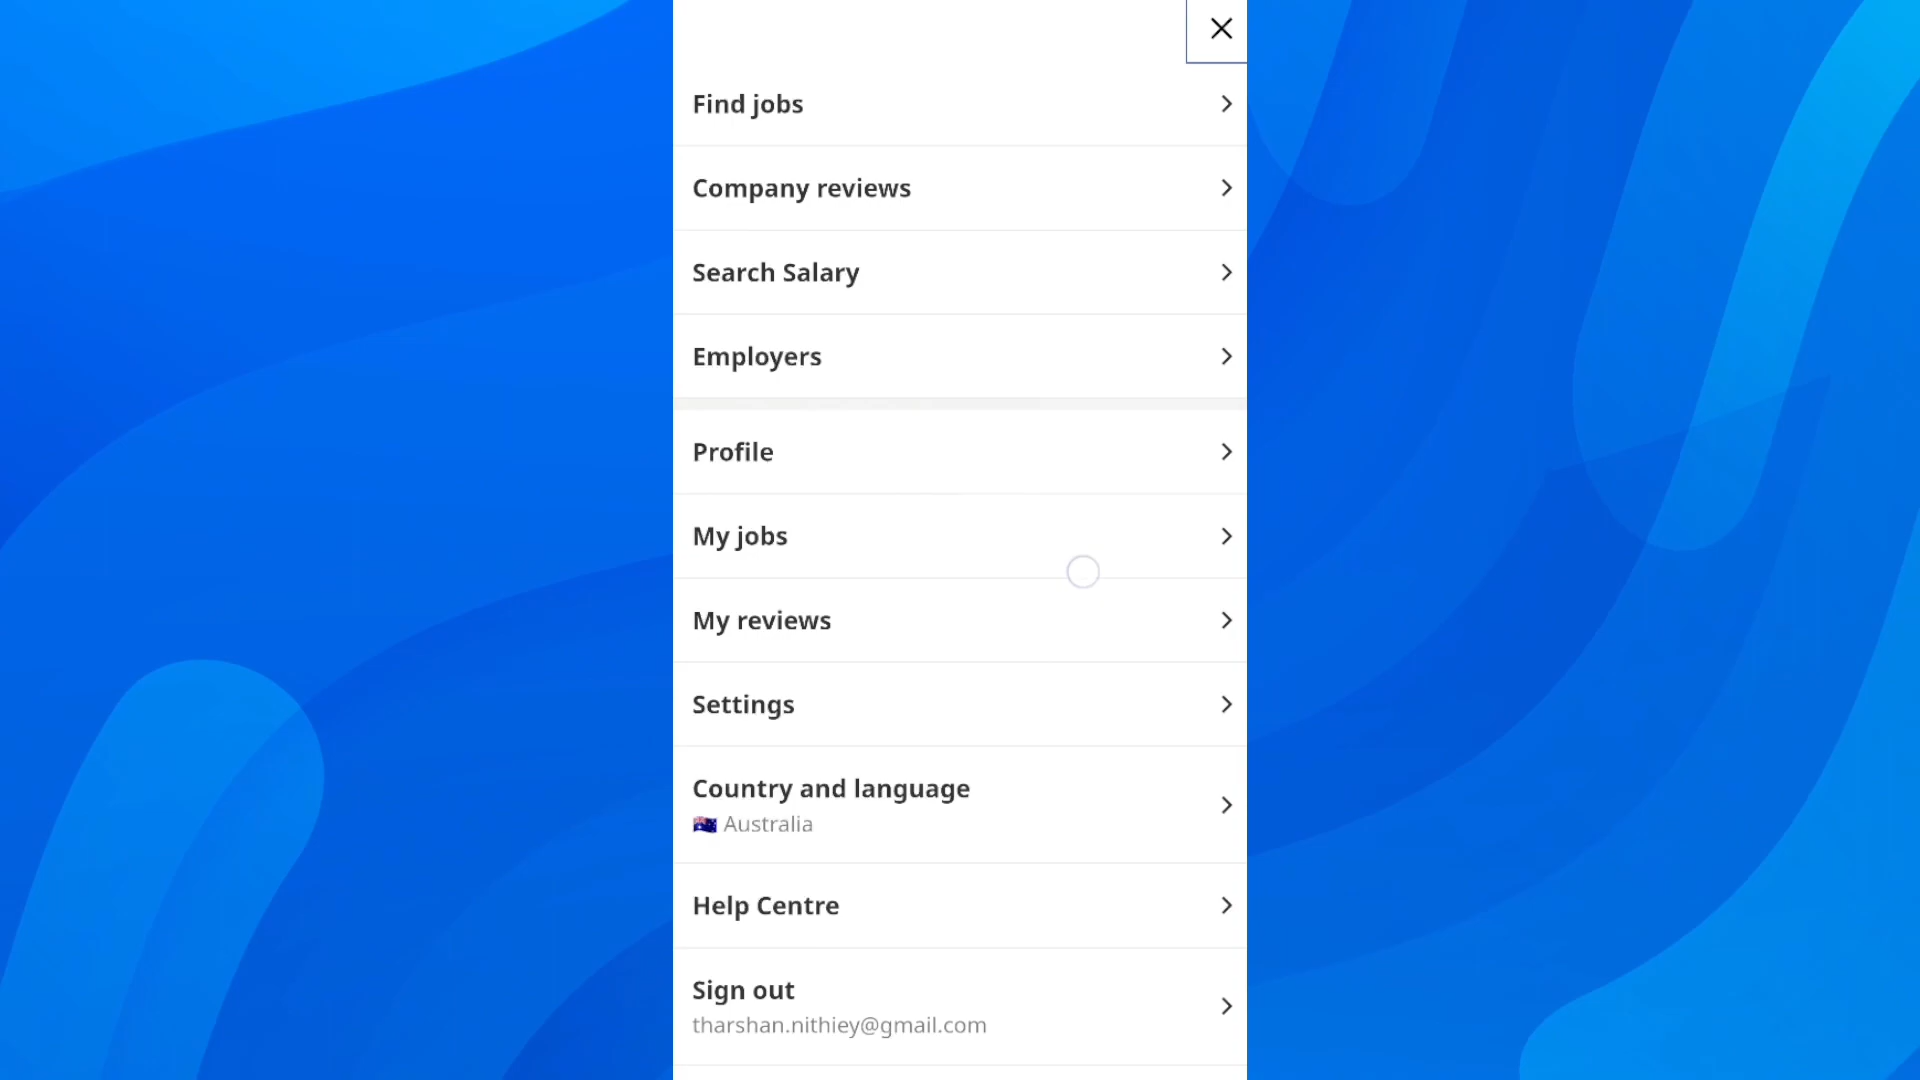 Find jobs
Company reviews
Search Salary
Employers
Profile
My jobs
My reviews
Settings
Country and language
🇦🇺 Australia
Help Centre
Sign out
tharshan.nithiey@gmail.com